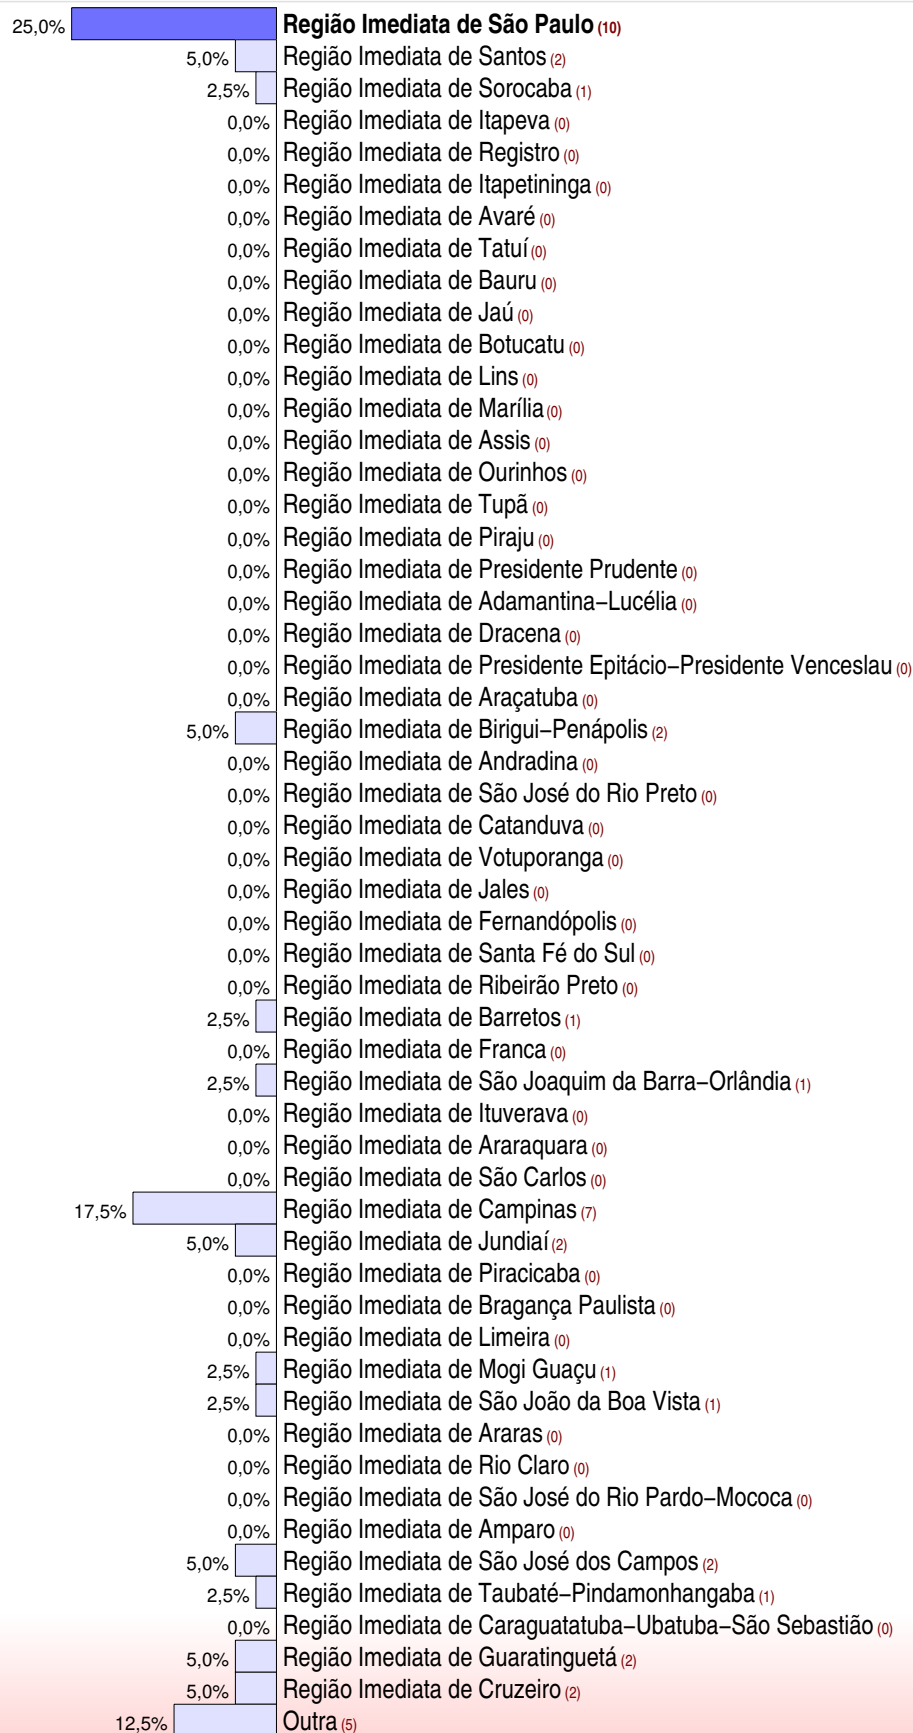 25,0% Região Imediata de São Paulo (10)
5,0% Região Imediata de Santos (2)
2,5% Região Imediata de Sorocaba (1)
0,0% Região Imediata de Itapeva (0)
0,0% Região Imediata de Registro (0)
0,0% Região Imediata de Itapetininga (0)
0,0% Região Imediata de Avaré (0)
0,0% Região Imediata de Tatuí (0)
0,0% Região Imediata de Bauru (0)
0,0% Região Imediata de Jaú (0)
0,0% Região Imediata de Botucatu (0)
0,0% Região Imediata de Lins (0)
0,0% Região Imediata de Marília (0)
0,0% Região Imediata de Assis (0)
0,0% Região Imediata de Ourinhos (0)
0,0% Região Imediata de Tupã (0)
0,0% Região Imediata de Piraju (0)
0,0% Região Imediata de Presidente Prudente (0)
0,0% Região Imediata de Adamantina–Lucélia (0)
0,0% Região Imediata de Dracena (0)
0,0% Região Imediata de Presidente Epitácio–Presidente Venceslau (0)
0,0% Região Imediata de Araçatuba (0)
5,0% Região Imediata de Birigui–Penápolis (2)
0,0% Região Imediata de Andradina (0)
0,0% Região Imediata de São José do Rio Preto (0)
0,0% Região Imediata de Catanduva (0)
0,0% Região Imediata de Votuporanga (0)
0,0% Região Imediata de Jales (0)
0,0% Região Imediata de Fernandópolis (0)
0,0% Região Imediata de Santa Fé do Sul (0)
0,0% Região Imediata de Ribeirão Preto (0)
2,5% Região Imediata de Barretos (1)
0,0% Região Imediata de Franca (0)
2,5% Região Imediata de São Joaquim da Barra–Orlândia (1)
0,0% Região Imediata de Ituverava (0)
0,0% Região Imediata de Araraquara (0)
0,0% Região Imediata de São Carlos (0)
17,5% Região Imediata de Campinas (7)
5,0% Região Imediata de Jundiaí (2)
0,0% Região Imediata de Piracicaba (0)
0,0% Região Imediata de Bragança Paulista (0)
0,0% Região Imediata de Limeira (0)
2,5% Região Imediata de Mogi Guaçu (1)
2,5% Região Imediata de São João da Boa Vista (1)
0,0% Região Imediata de Araras (0)
0,0% Região Imediata de Rio Claro (0)
0,0% Região Imediata de São José do Rio Pardo–Mococa (0)
0,0% Região Imediata de Amparo (0)
5,0% Região Imediata de São José dos Campos (2)
2,5% Região Imediata de Taubaté–Pindamonhangaba (1)
0,0% Região Imediata de Caraguatatuba–Ubatuba–São Sebastião (0)
5,0% Região Imediata de Guaratinguetá (2)
5,0% Região Imediata de Cruzeiro (2)
12,5% Outra (5)